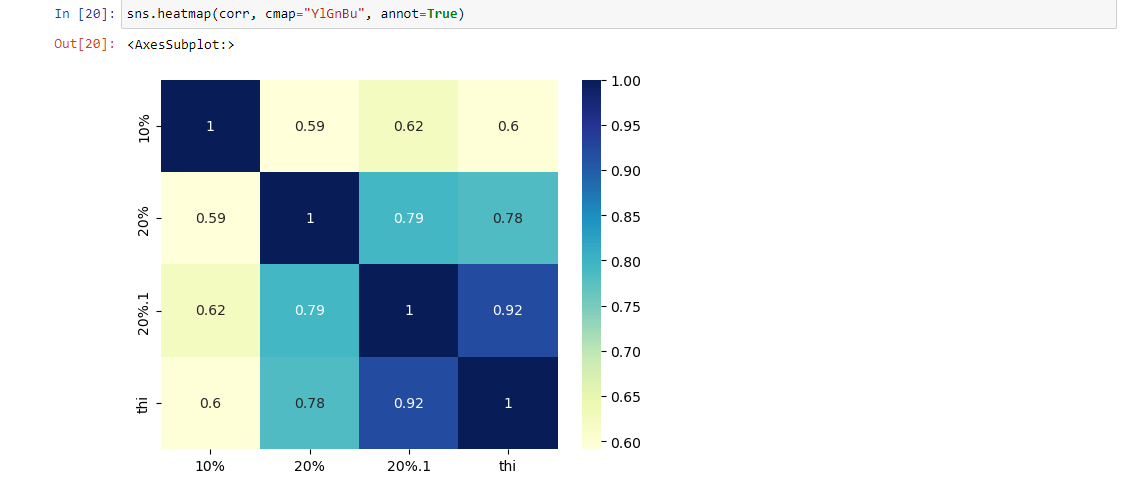 In [20]: sns.heatmap(corr, cmap="YlGnBu", annot=True)
Out[20]: <AxesSubplot:>
10% 1 0.59 0.62 0.6
20% 0.59 1 0.79 0.78
20%.1 0.62 0.79 1 0.92
thi 0.6 0.78 0.92 1
10% 20% 20%.1 thi
1.00
0.95
0.90
0.85
0.80
0.75
0.70
0.65
0.60